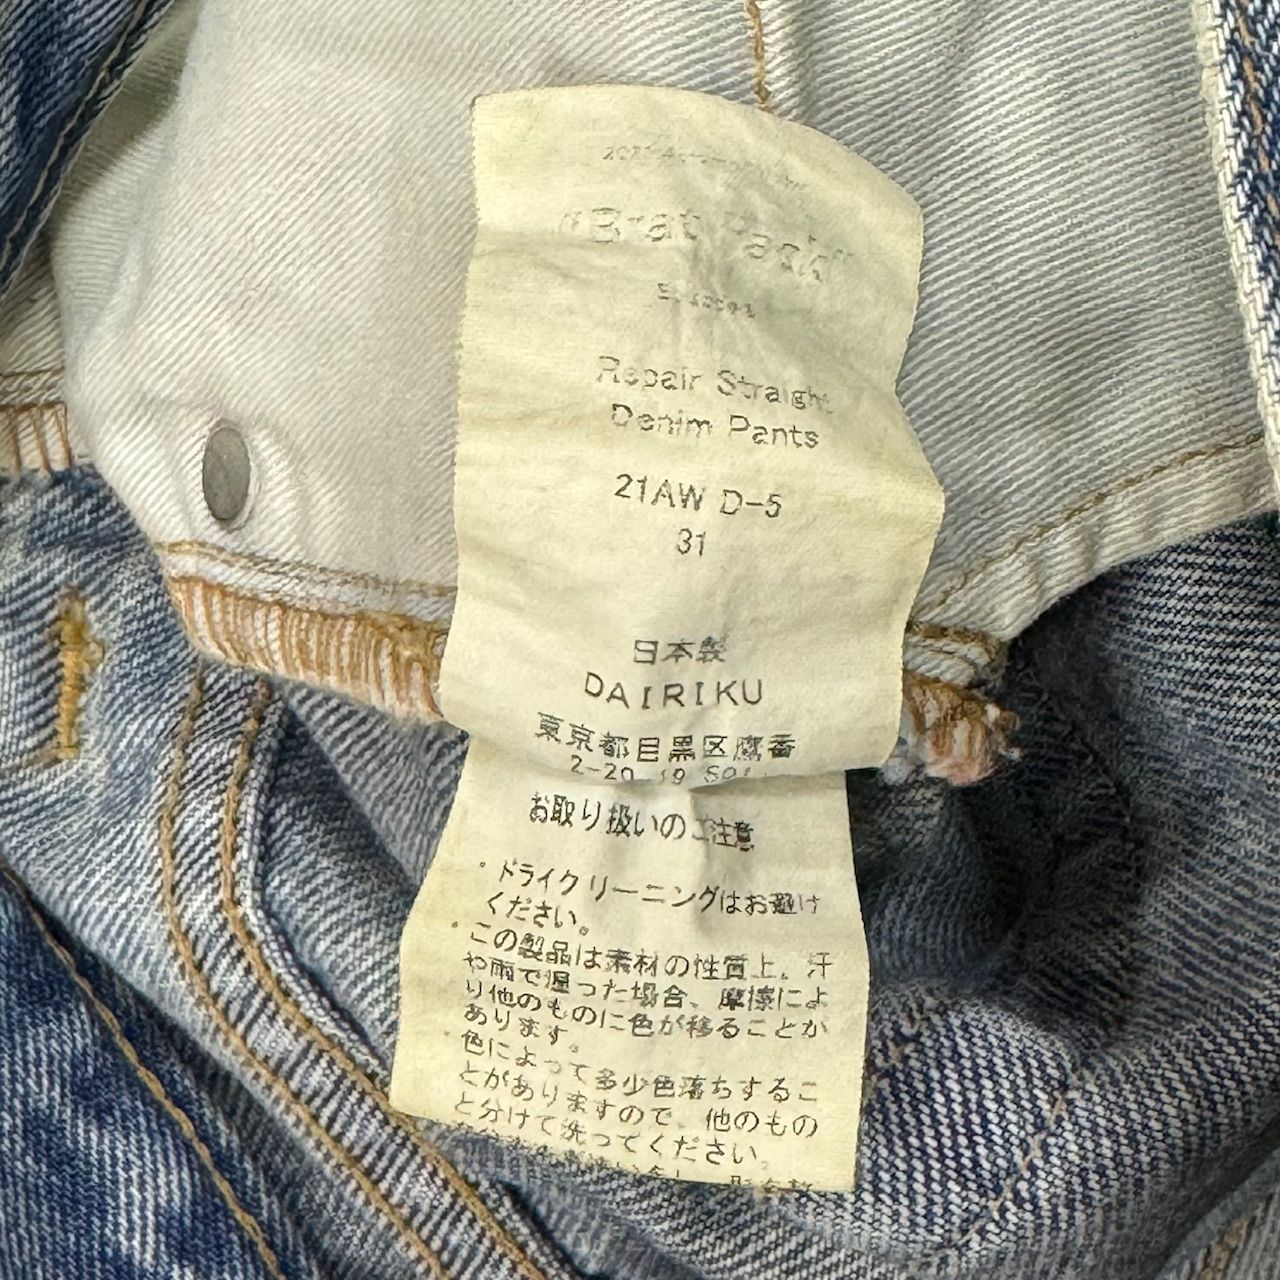 "Brat Pack"
Repair Straight
Denim Pants
21AW D-5
31
日本製
DAIRIKU
東京都目黒区鷹番
2-20-19
お取り扱いのご注意
・ドライクリーニングはお避け
ください。
・この製品は素材の性質上、汗
や雨で湿った場合、摩擦によ
り他のものに色が移ることが
あります。
色によって多少色落ちするこ
とがありますので、他のもの
と分けて洗ってください。